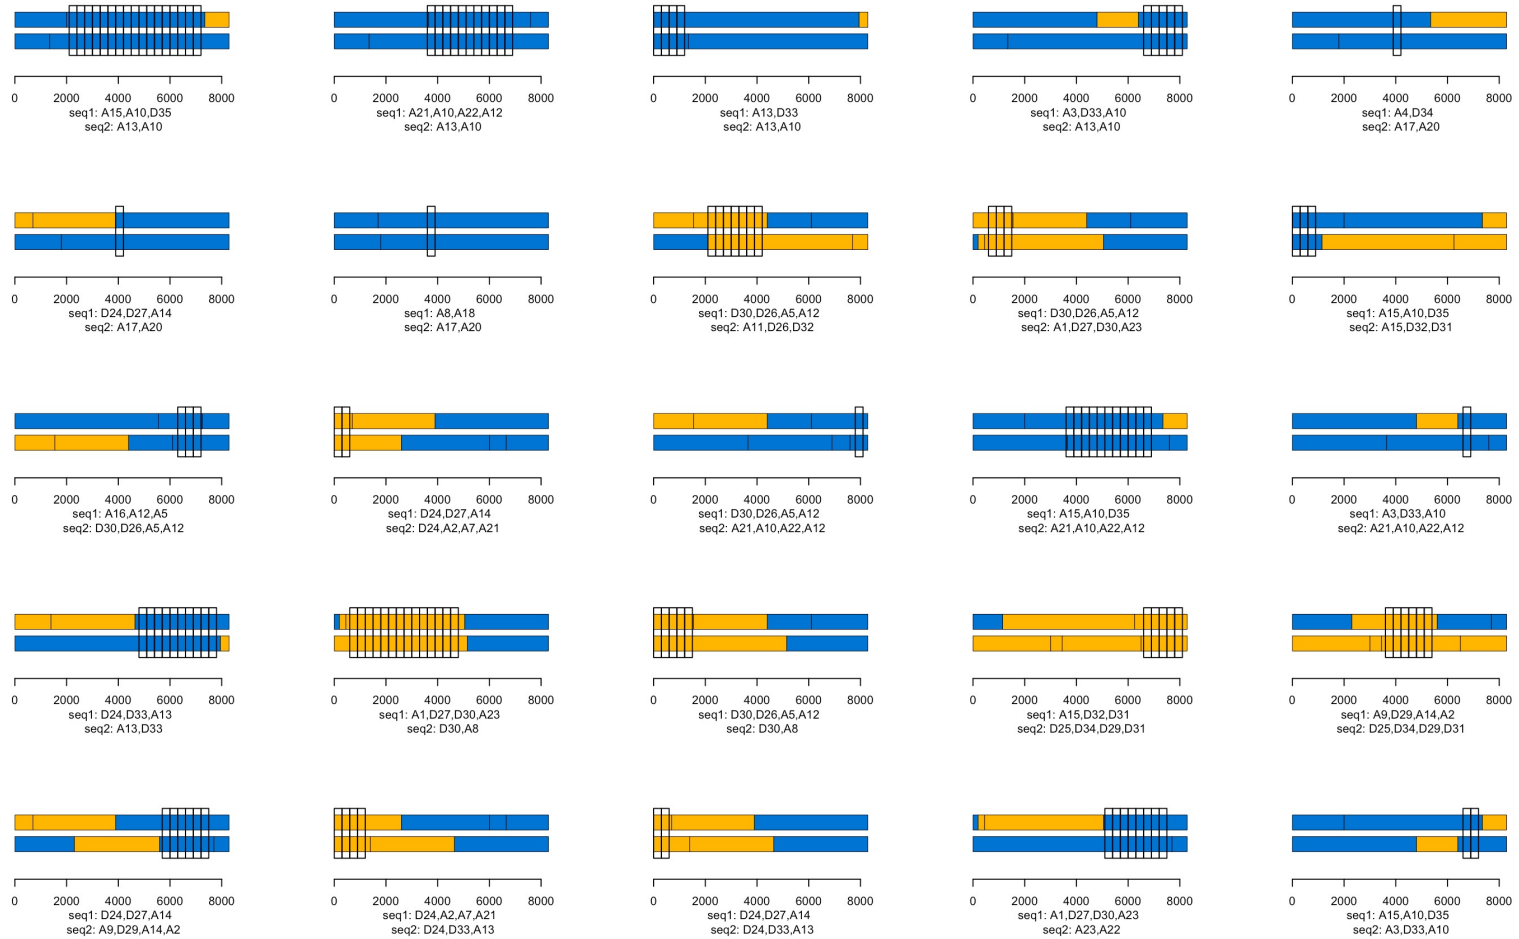 0 2000 4000 6000 8000 0 2000 4000 6000 8000 0 2000 4000 6000 8000 0 2000 4000 6000 8000 0 2000 4000 6000 8000
seq1: A15,A10,D35 seq1: A21,A10,A22,A12 seq1: A13,D33 seq1: A3,D33,A10 seq1: A4,D34
seq2: A13,A10 seq2: A13,A10 seq2: A13,A10 seq2: A13,A10 seq2: A17,A20
0 2000 4000 6000 8000 0 2000 4000 6000 8000 0 2000 4000 6000 8000 0 2000 4000 6000 8000 0 2000 4000 6000 8000
seq1: D24,D27,A14 seq1: A8,A18 seq1: D30,D26,A5,A12 seq1: D30,D26,A5,A12 seq1: A15,A10,D35
seq2: A17,A20 seq2: A17,A20 seq2: A11,D26,D32 seq2: A1,D27,D30,A23 seq2: A15,D32,D31
0 2000 4000 6000 8000 0 2000 4000 6000 8000 0 2000 4000 6000 8000 0 2000 4000 6000 8000 0 2000 4000 6000 8000
seq1: A16,A12,A5 seq1: D24,D27,A14 seq1: D30,D26,A5,A12 seq1: A15,A10,D35 seq1: A3,D33,A10
seq2: D30,D26,A5,A12 seq2: D24,A2,A7,A21 seq2: A21,A10,A22,A12 seq2: A21,A10,A22,A12 seq2: A21,A10,A22,A12
0 2000 4000 6000 8000 0 2000 4000 6000 8000 0 2000 4000 6000 8000 0 2000 4000 6000 8000 0 2000 4000 6000 8000
seq1: D24,D33,A13 seq1: A1,D27,D30,A23 seq1: D30,D26,A5,A12 seq1: A15,D32,D31 seq1: A9,D29,A14,A2
seq2: A13,D33 seq2: D30,A8 seq2: D30,A8 seq2: D25,D34,D29,D31 seq2: D25,D34,D29,D31
0 2000 4000 6000 8000 0 2000 4000 6000 8000 0 2000 4000 6000 8000 0 2000 4000 6000 8000 0 2000 4000 6000 8000
seq1: D24,D27,A14 seq1: D24,A2,A7,A21 seq1: D24,D27,A14 seq1: A1,D27,D30,A23 seq1: A15,A10,D35
seq2: A9,D29,A14,A2 seq2: D24,D33,A13 seq2: D24,D33,A13 seq2: A23,A22 seq2: A3,D33,A10